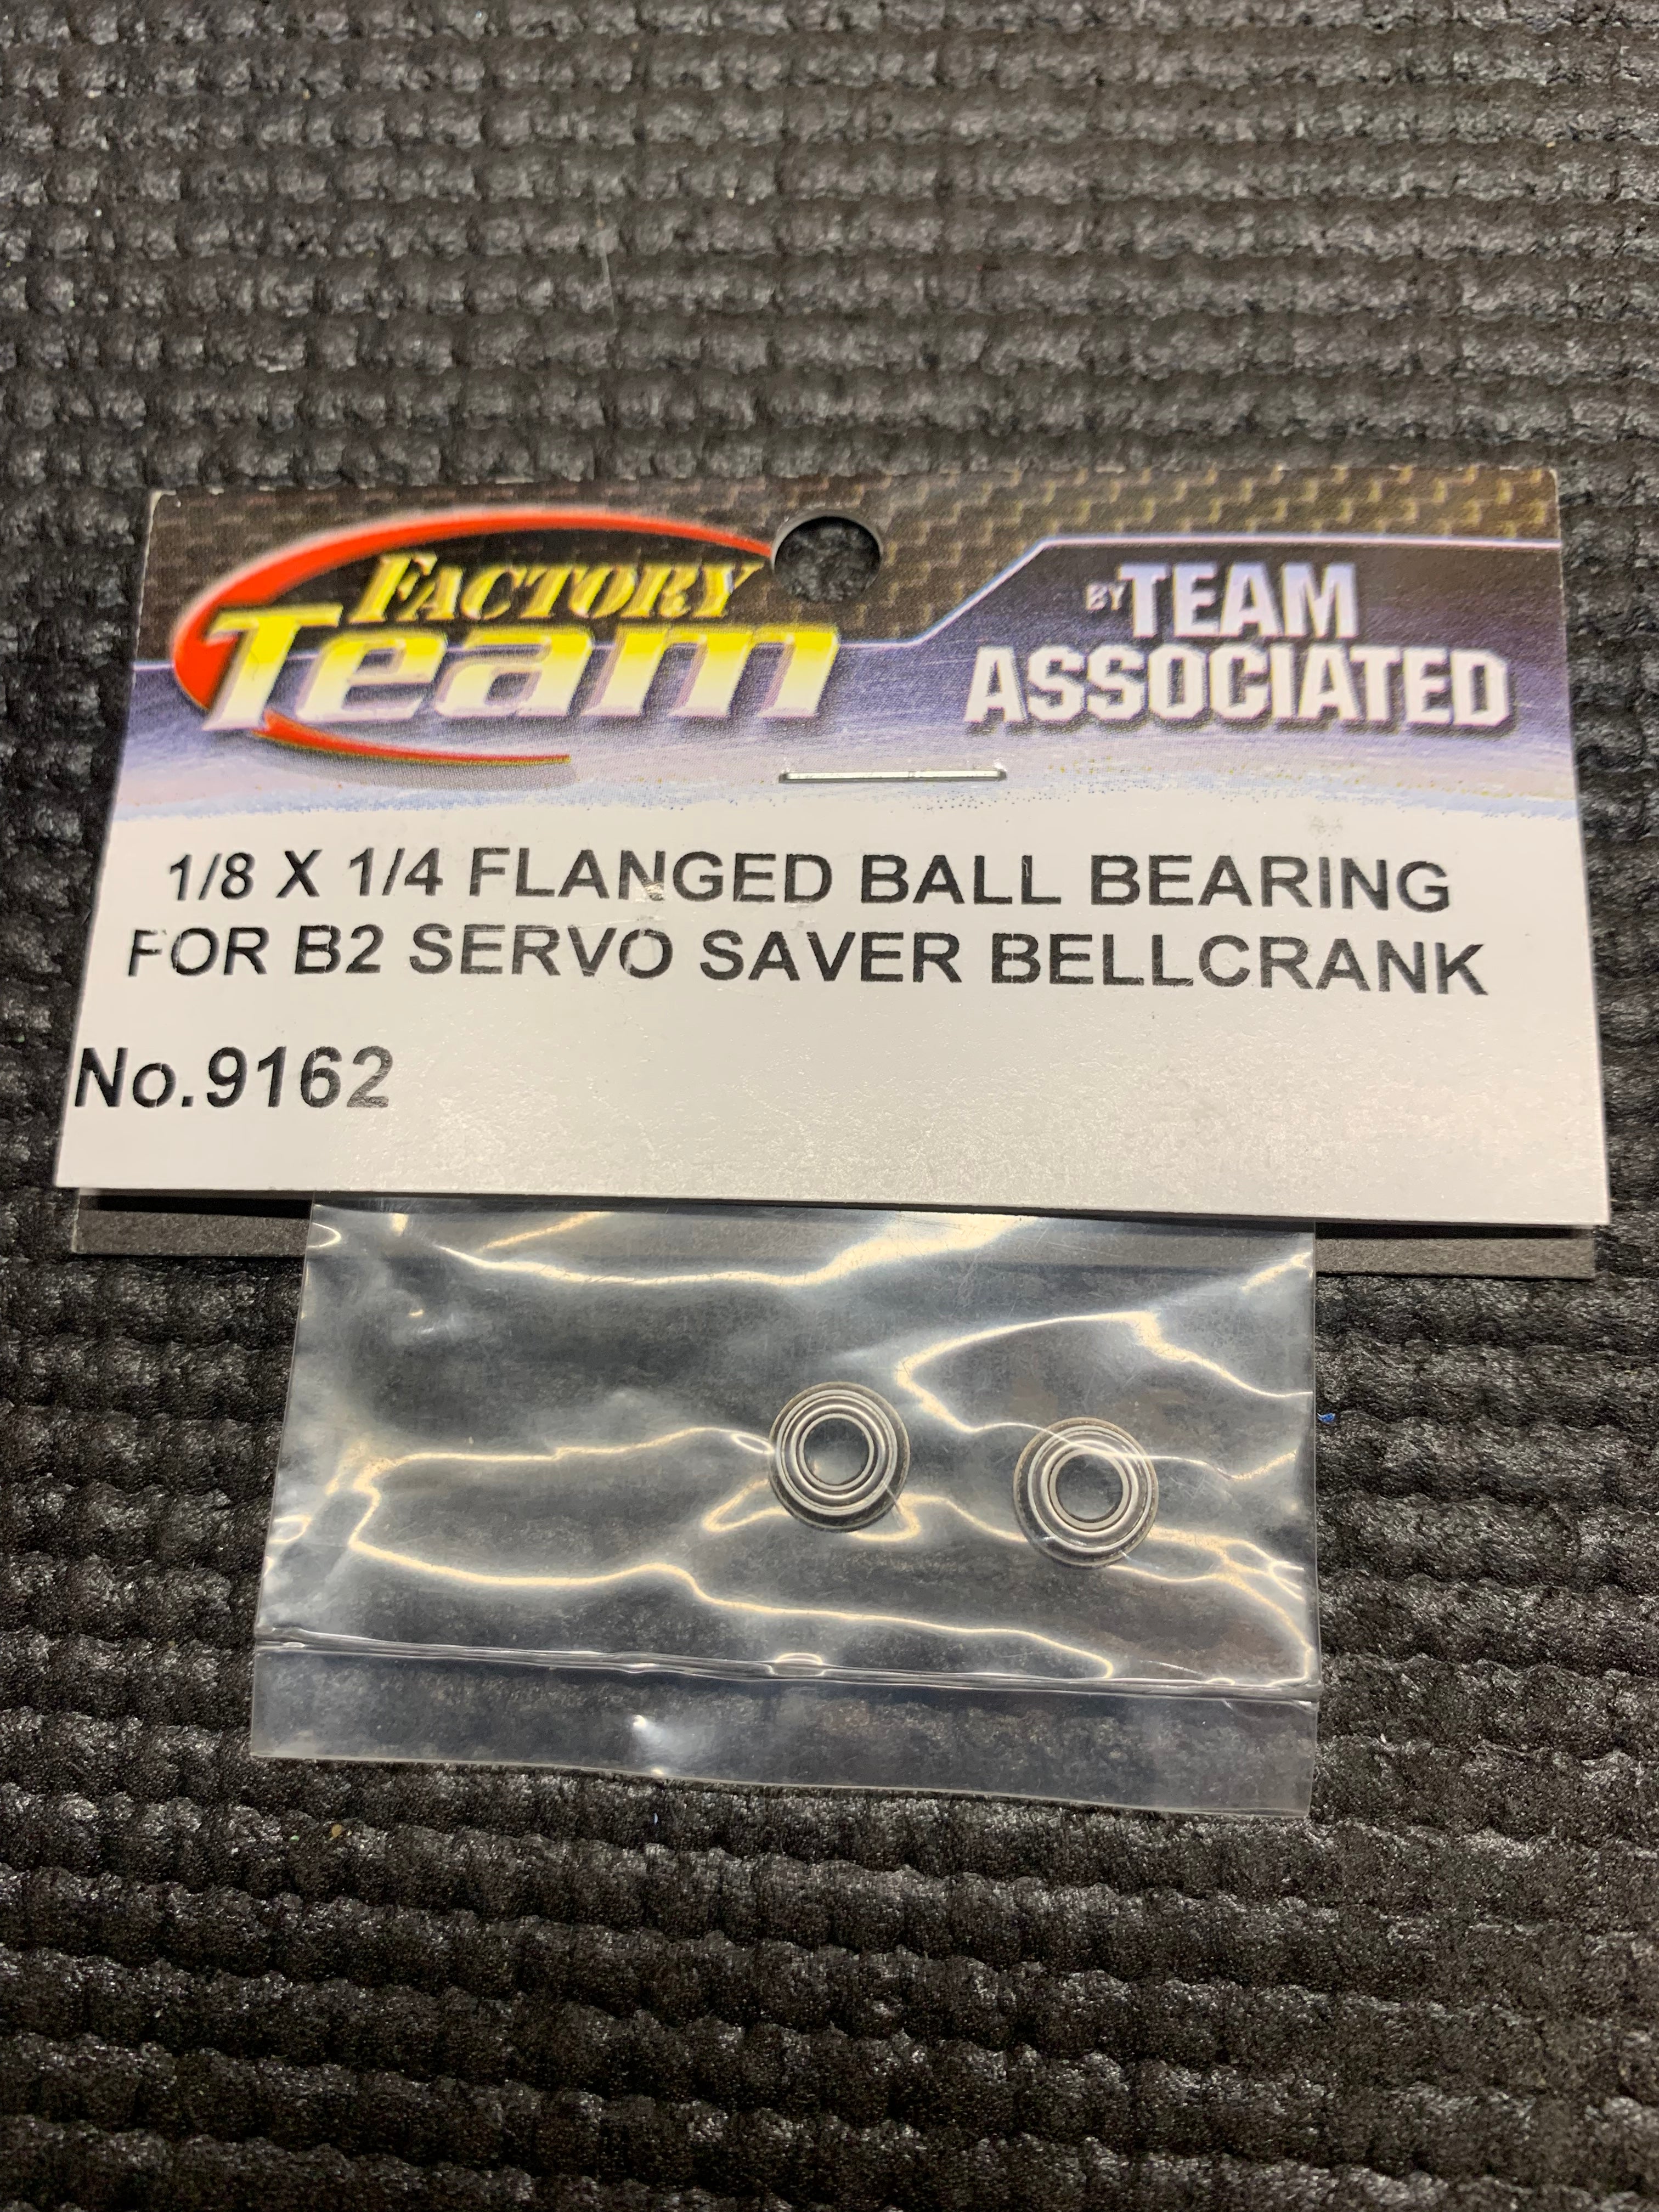 FACTORY
Team
BY TEAM
ASSOCIATED
1/8 X 1/4 FLANGED BALL BEARING
FOR B2 SERVO SAVER BELLCRANK
No.9162